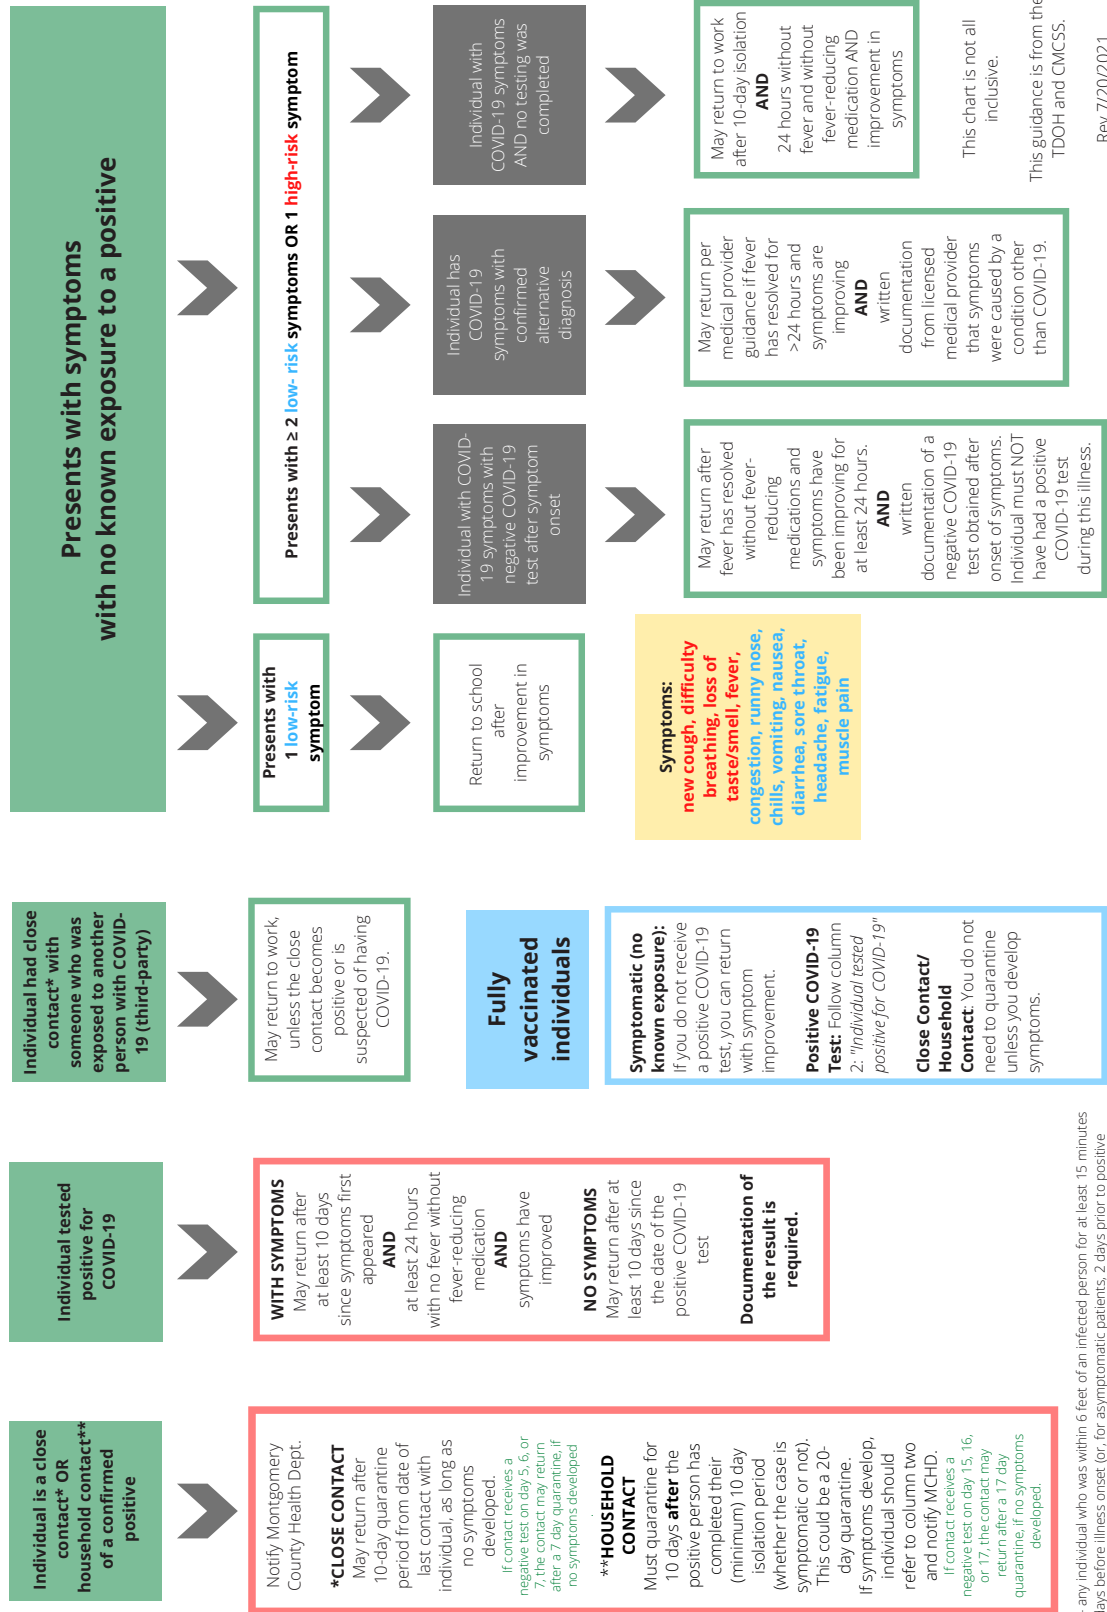 Individual is a close
contact* OR
household contact**
of a confirmed
positive
Notify Montgomery
County Health Dept.
*CLOSE CONTACT
May return after
10-day quarantine
period from date of
last contact with
individual, as long as
no symptoms
developed.
If contact receives a
negative test on day 5, 6, or
7, the contact may return
after a 7 day quarantine, if
no symptoms developed
**HOUSEHOLD
CONTACT
Must quarantine for
10 days after the
positive person has
completed their
(minimum) 10 day
isolation period
(whether the case is
symptomatic or not).
This could be a 20-
day quarantine.
If symptoms develop,
individual should
refer to column two
and notify MCHD.
If contact receives a
negative test on day 15, 16,
or 17, the contact may
return after a 17 day
quarantine, if no symptoms
developed.
Individual tested
positive for
COVID-19
WITH SYMPTOMS
May return after
at least 10 days
since symptoms first
appeared
AND
at least 24 hours
with no fever without
fever-reducing
medication
AND
symptoms have
improved
NO SYMPTOMS
May return after at
least 10 days since
the date of the
positive COVID-19
test
Documentation of
the result is
required.
Individual had close
contact* with
someone who was
exposed to another
person with COVID-
19 (third-party)
May return to work,
unless the close
contact becomes
positive or is
suspected of having
COVID-19.
Fully
vaccinated
individuals
Symptomatic (no
known exposure):
If you do not receive
a positive COVID-19
test, you can return
with symptom
improvement.
Positive COVID-19
Test: Follow column
2: "Individual tested
positive for COVID-19"
Close Contact/
Household
Contact: You do not
need to quarantine
unless you develop
symptoms.
Presents with symptoms
with no known exposure to a positive
Presents with
1 low-risk
symptom
Return to school
after
improvement in
symptoms
Symptoms:
new cough, difficulty
breathing, loss of
taste/smell, fever,
congestion, runny nose,
chills, vomiting, nausea,
diarrhea, sore throat,
headache, fatigue,
muscle pain
Presents with ≥ 2 low- risk symptoms OR 1 high-risk symptom
Individual with COVID-
19 symptoms with
negative COVID-19
test after symptom
onset
May return after
fever has resolved
without fever-
reducing
medications and
symptoms have
been improving for
at least 24 hours.
AND
written
documentation of a
negative COVID-19
test obtained after
onset of symptoms.
Individual must NOT
have had a positive
COVID-19 test
during this illness.
Individual has
COVID-19
symptoms with
confirmed
alternative
diagnosis
May return per
medical provider
guidance if fever
has resolved for
>24 hours and
symptoms are
improving
AND
written
documentation
from licensed
medical provider
that symptoms
were caused by a
condition other
than COVID-19.
Individual with
COVID-19 symptoms
AND no testing was
completed
May return to work
after 10-day isolation
AND
24 hours without
fever and without
fever-reducing
medication AND
improvement in
symptoms
This chart is not all
inclusive.
This guidance is from the
TDOH and CMCSS.
Rev 7/20/2021
- any individual who was within 6 feet of an infected person for at least 15 minutes
days before illness onset (or, for asymptomatic patients, 2 days prior to positive